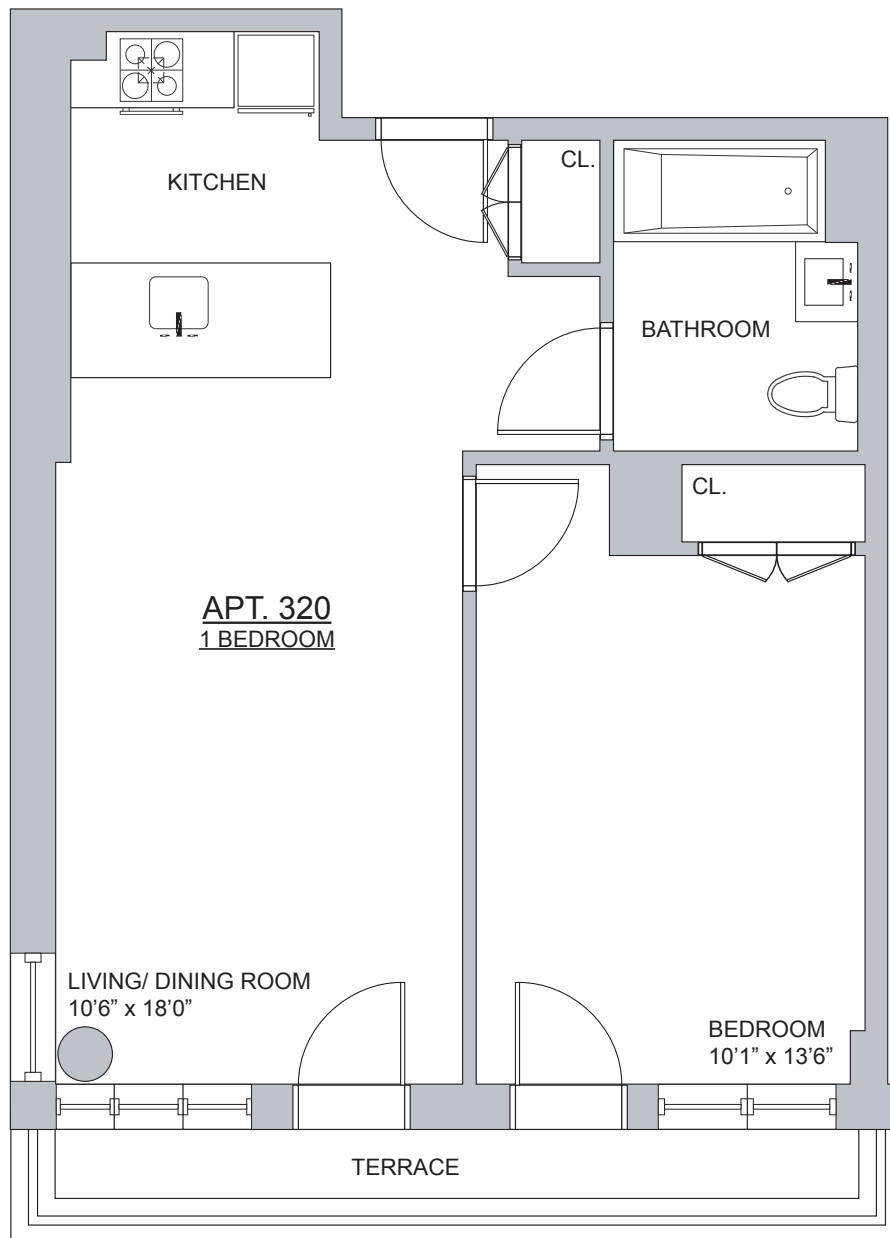 CL.
KITCHEN
BATHROOM
CL.
APT. 320
1 BEDROOM
LIVING/ DINING ROOM
10’6” x 18’0”
BEDROOM
10’1” x 13’6”
TERRACE